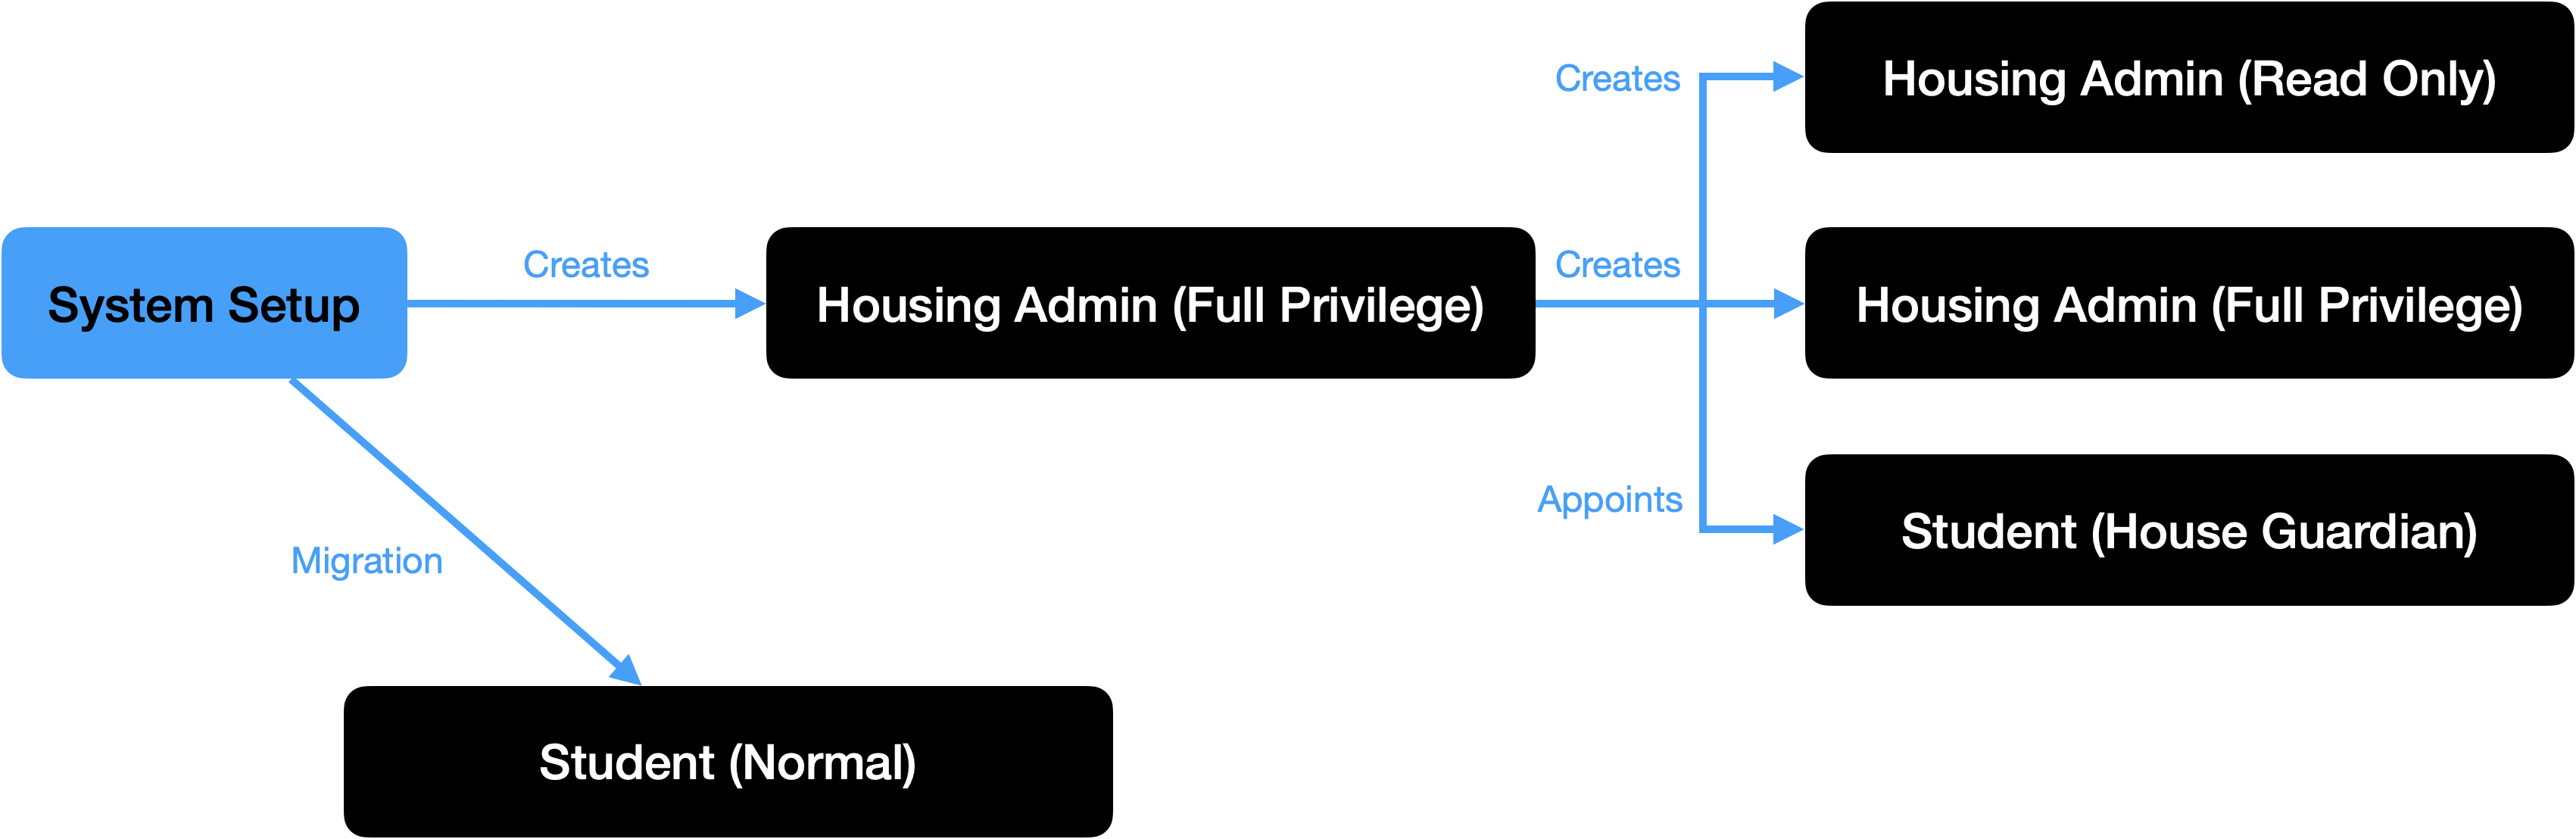 Creates
Housing Admin (Read Only)
System Setup
Creates
Housing Admin (Full Privilege)
Creates
Housing Admin (Full Privilege)
Appoints
Student (House Guardian)
Migration
Student (Normal)